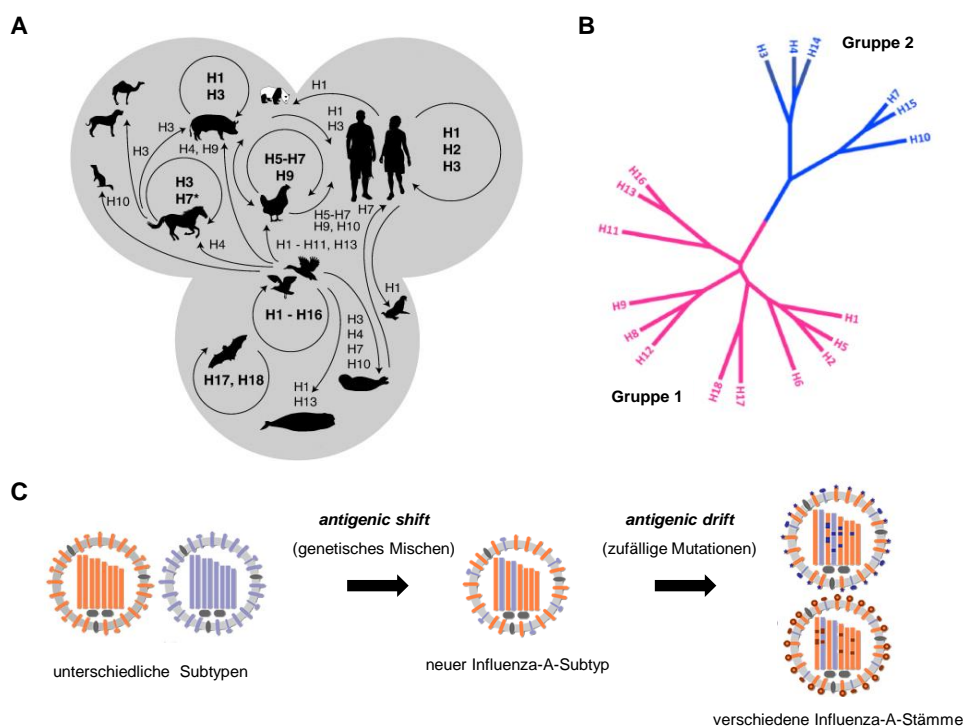 A
H1
H3
H1
H1
H3
H3
H4, H9
H5-H7
H9
H1
H2
H3
H3
H7*
H10
H7
H5-H7
H9, H10
H4
H1 - H11, H13
H1
H1 - H16
H3
H4
H7
H10
H17, H18
H1
H13
B
Gruppe 2
H3
H4
H14
H7
H15
H10
H16
H13
H11
H9
H8
H12
H18
H17
H6
H2
H5
H1
Gruppe 1
C
antigenic shift
(genetisches Mischen)
antigenic drift
(zufällige Mutationen)
unterschiedliche Subtypen
neuer Influenza-A-Subtyp
verschiedene Influenza-A-Stämme